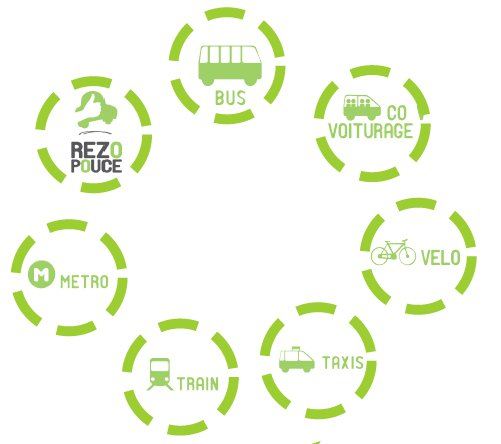 BUS
CO
VOITURAGE
REZO
POUCE
VELO
M METRO
TAXIS
TRAIN